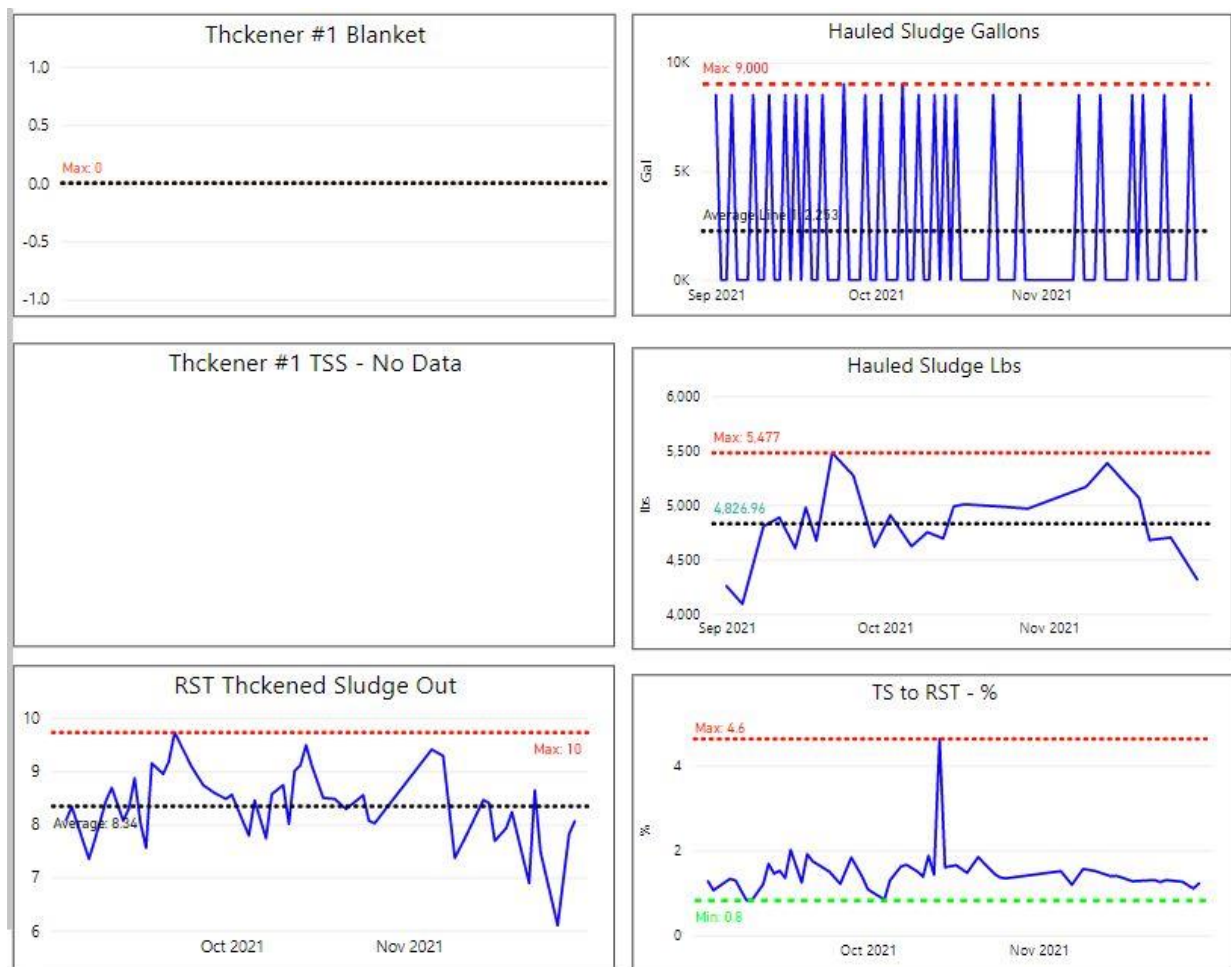 Thckener #1 Blanket
1.0
0.5
Max: 0
0.0
-0.5
-1.0
Hauled Sludge Gallons
10K
Max: 9,000
Gal
5K
Average Line 1: 2,253
0K
Sep 2021 Oct 2021 Nov 2021
Thckener #1 TSS - No Data
Hauled Sludge Lbs
6,000
Max: 5,477
5,500
lbs
5,000
4,826.96
4,500
4,000
Sep 2021 Oct 2021 Nov 2021
RST Thckened Sludge Out
10
Max: 10
9
8
Average: 8.34
7
6
Oct 2021 Nov 2021
TS to RST - %
Max: 4.6
4
%
2
Min: 0.8
0
Oct 2021 Nov 2021